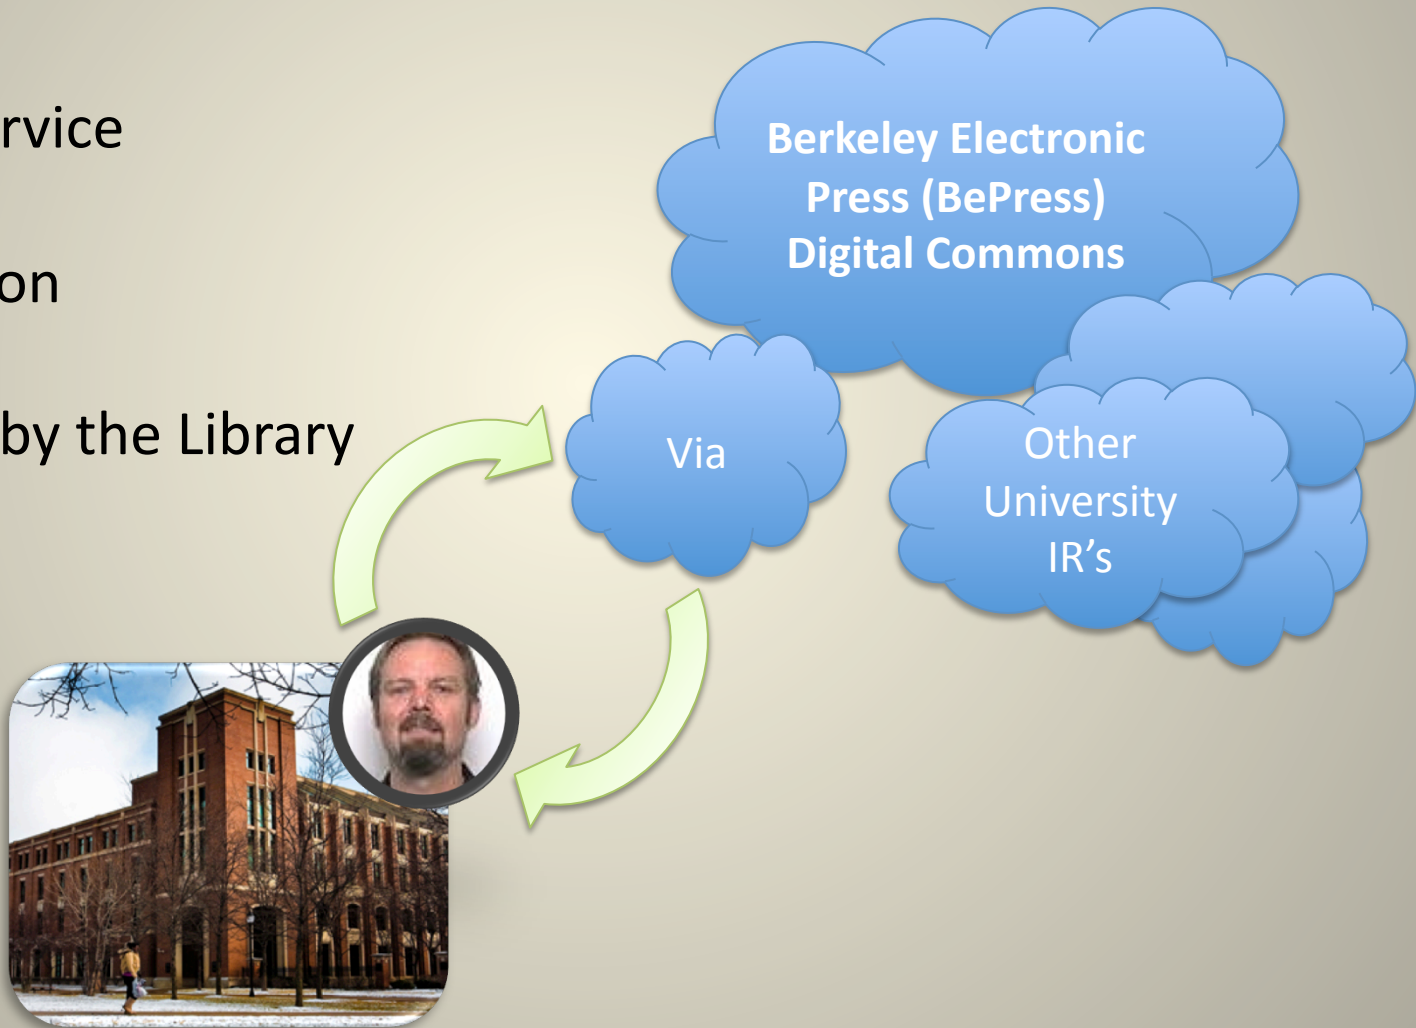 rvice
on
by the Library
Berkeley Electronic
Press (BePress)
Digital Commons
Via
Other
University
IR’s